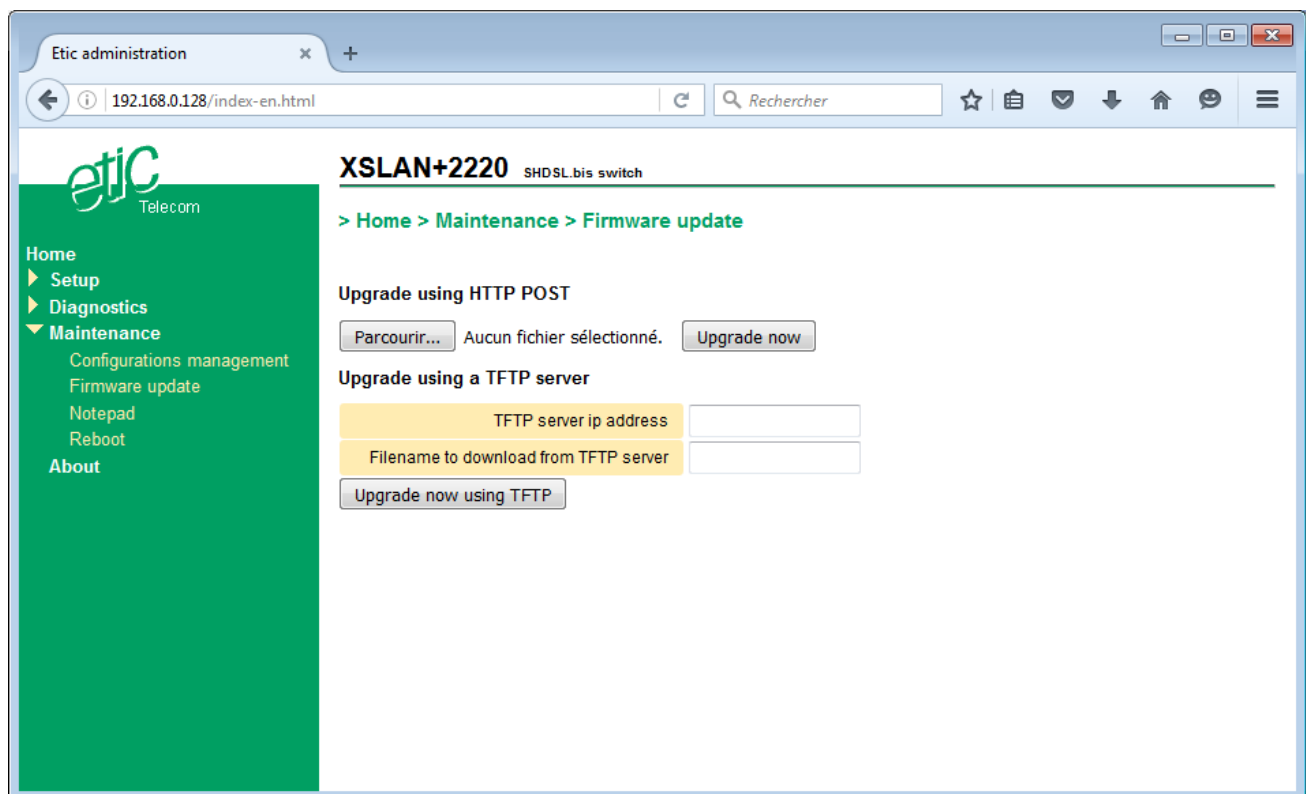 Etic administration
192.168.0.128/index-en.html
Rechercher
etic
Telecom
Home
Setup
Diagnostics
Maintenance
Configurations management
Firmware update
Notepad
Reboot
About
XSLAN+2220 SHDSL.bis switch
> Home > Maintenance > Firmware update
Upgrade using HTTP POST
Parcourir... Aucun fichier sélectionné. Upgrade now
Upgrade using a TFTP server
TFTP server ip address
Filename to download from TFTP server
Upgrade now using TFTP